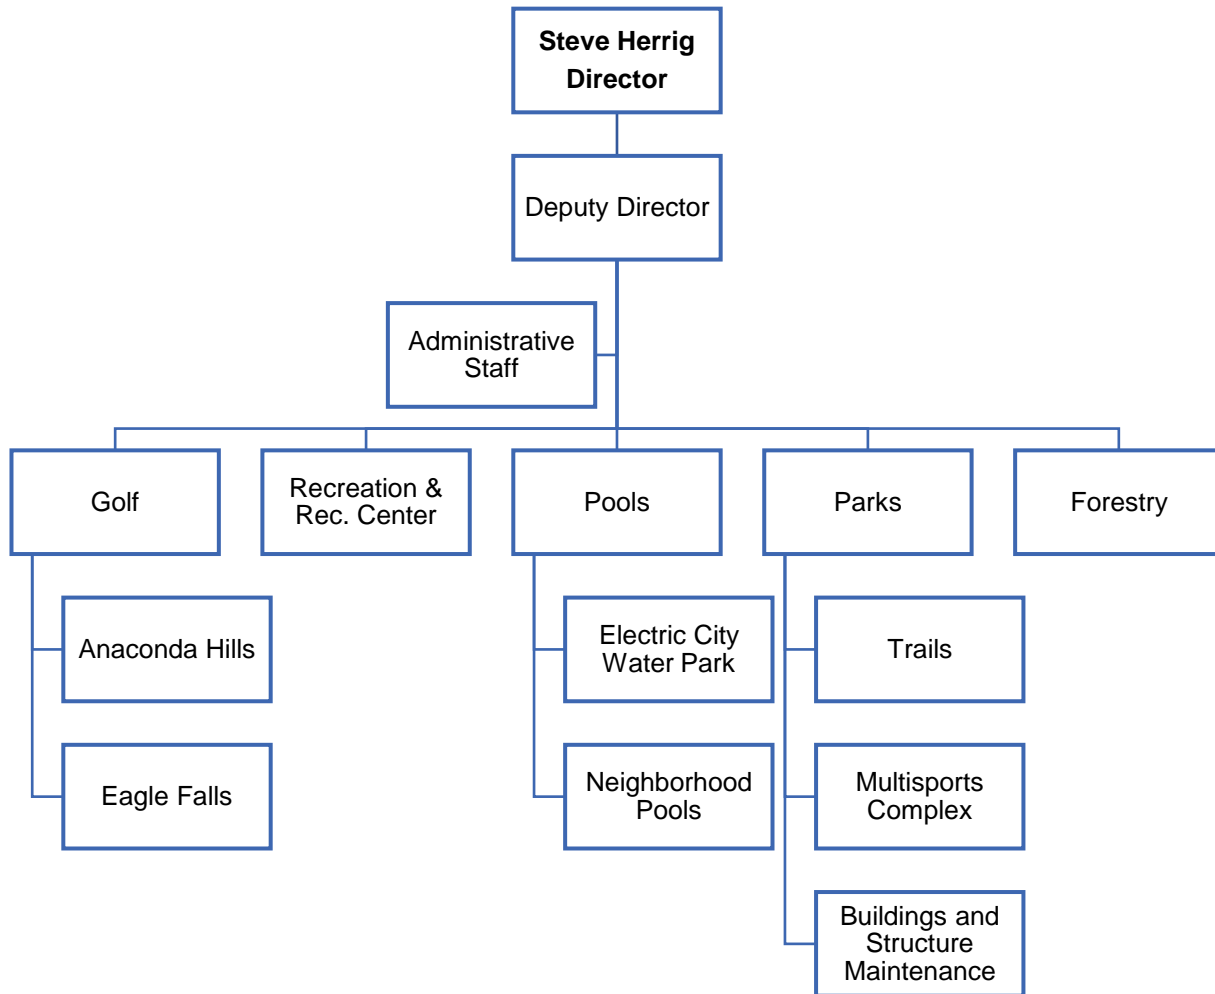 Steve Herrig
Director
Deputy Director
Administrative
Staff
Golf
Recreation &
Rec. Center
Pools
Parks
Forestry
Anaconda Hills
Electric City
Water Park
Trails
Eagle Falls
Neighborhood
Pools
Multisports
Complex
Buildings and
Structure
Maintenance